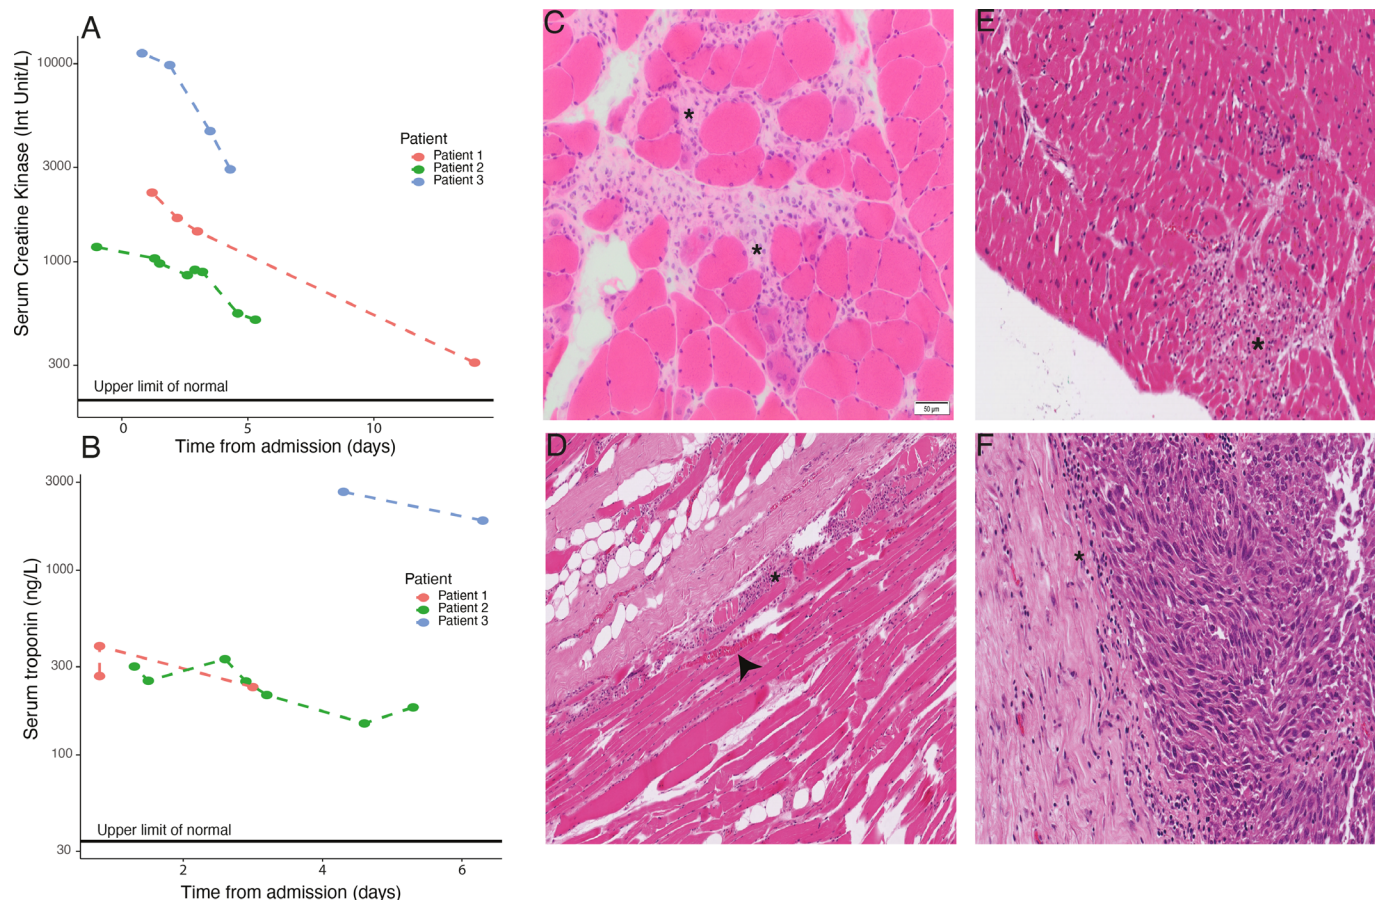 A
Serum Creatine Kinase (Int Unit/L)
10000
3000
1000
300
Patient
Patient 1
Patient 2
Patient 3
Upper limit of normal
0
5
10
Time from admission (days)
B
Serum troponin (ng/L)
3000
1000
300
100
30
Patient
Patient 1
Patient 2
Patient 3
Upper limit of normal
2
4
6
Time from admission (days)
C
*
*
50 µm
D
*
E
*
F
*